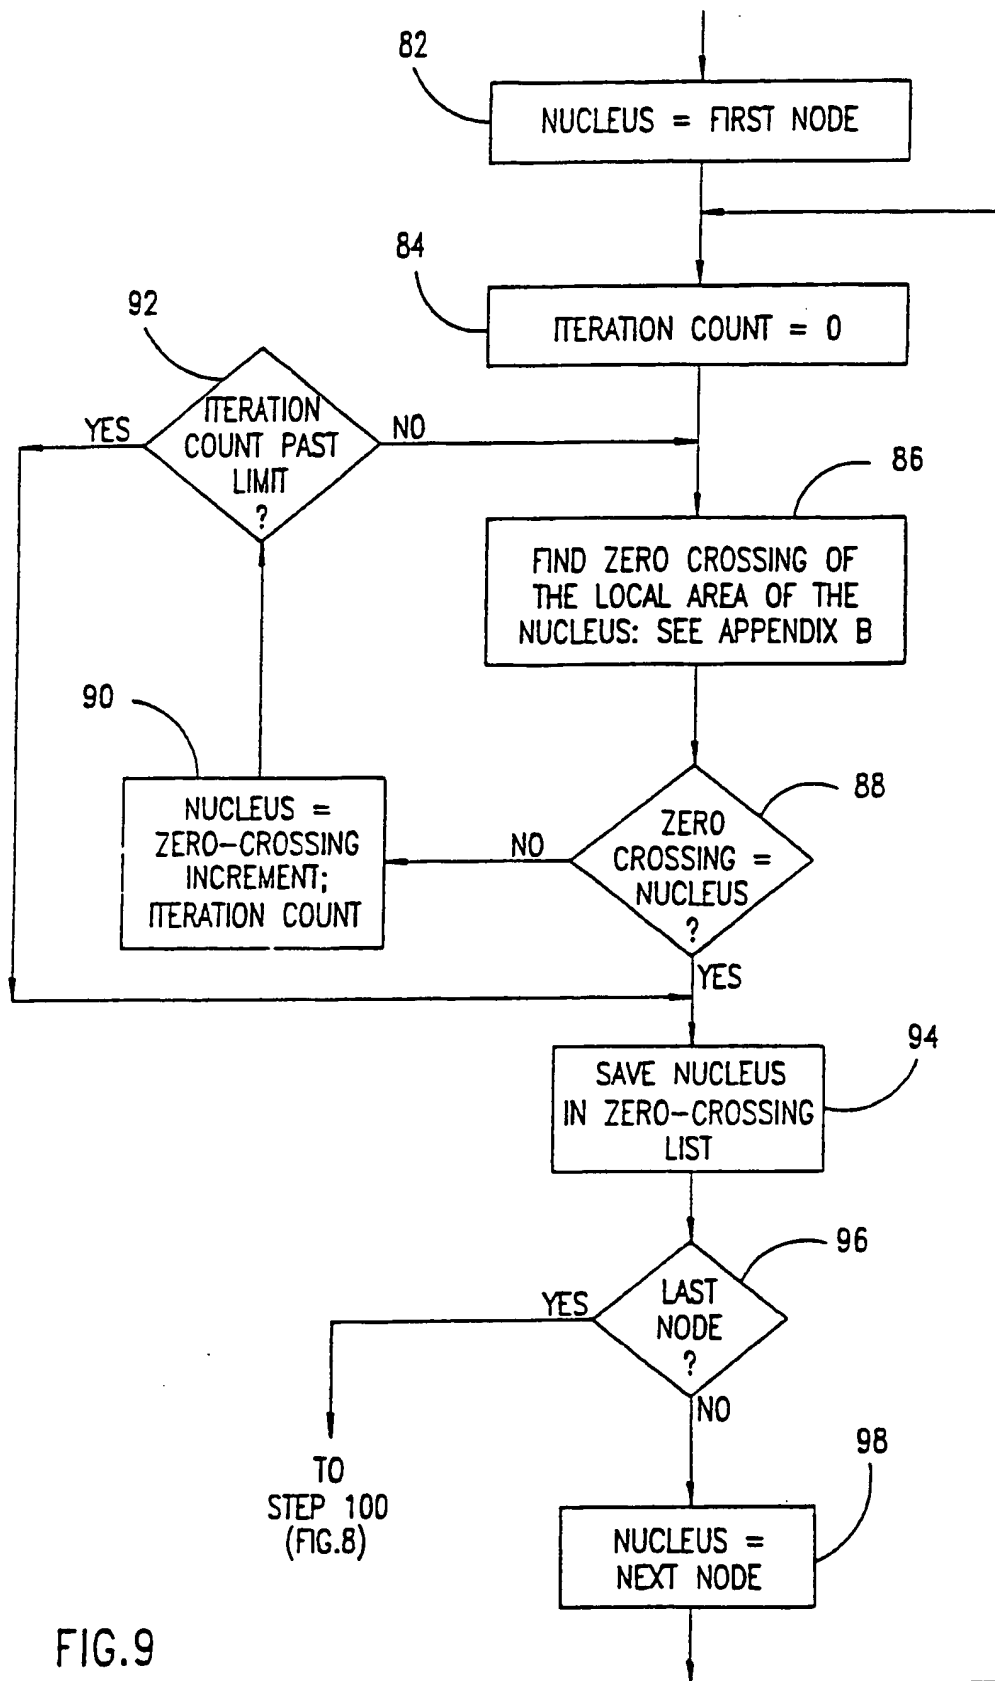 82
NUCLEUS = FIRST NODE
84
ITERATION COUNT = 0
92
ITERATION
COUNT PAST
LIMIT
?
YES
NO
86
FIND ZERO CROSSING OF
THE LOCAL AREA OF THE
NUCLEUS: SEE APPENDIX B
90
NUCLEUS =
ZERO-CROSSING
INCREMENT;
ITERATION COUNT
88
ZERO
CROSSING =
NUCLEUS
?
NO
YES
94
SAVE NUCLEUS
IN ZERO-CROSSING
LIST
96
LAST
NODE
?
YES
NO
TO
STEP 100
(FIG.8)
98
NUCLEUS =
NEXT NODE
FIG.9